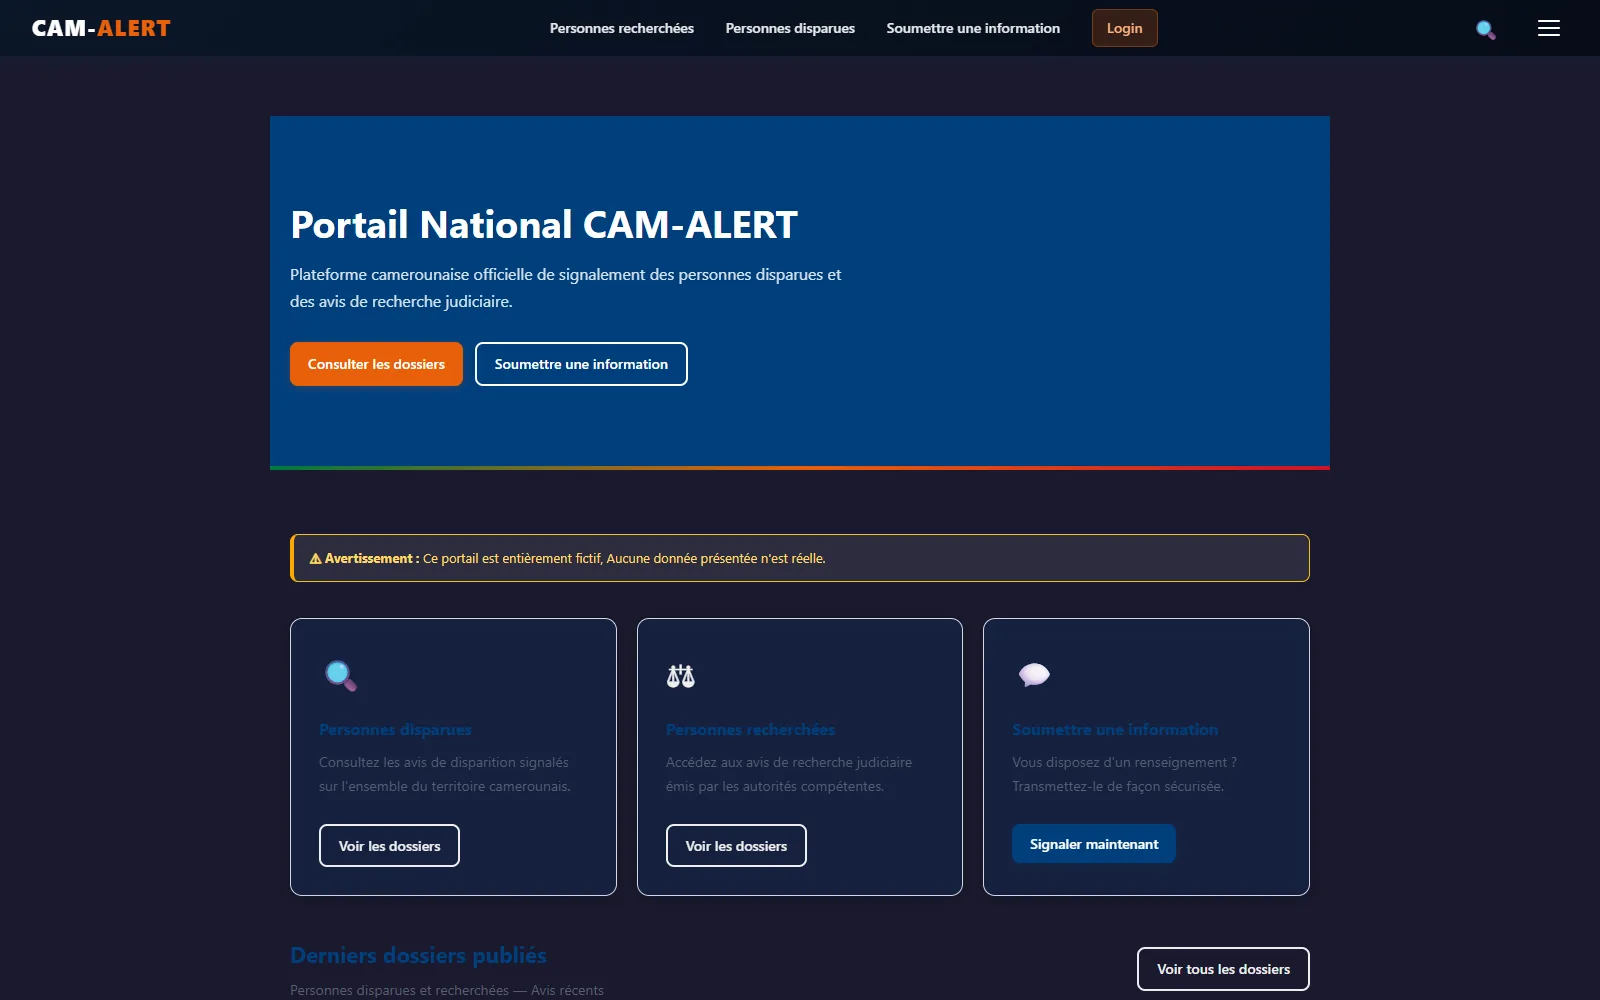 CAM-ALERT
Personnes recherchées
Personnes disparues
Soumettre une information
Login
Portail National CAM-ALERT
Plateforme camerounaise officielle de signalement des personnes disparues et
des avis de recherche judiciaire.
Consulter les dossiers
Soumettre une information
⚠ Avertissement : Ce portail est entièrement fictif, Aucune donnée présentée n'est réelle.
Personnes disparues
Consultez les avis de disparition signalés
sur l'ensemble du territoire camerounais.
Voir les dossiers
Personnes recherchées
Accédez aux avis de recherche judiciaire
émis par les autorités compétentes.
Voir les dossiers
Soumettre une information
Vous disposez d'un renseignement ?
Transmettez-le de façon sécurisée.
Signaler maintenant
Derniers dossiers publiés
Personnes disparues et recherchées — Avis récents
Voir tous les dossiers